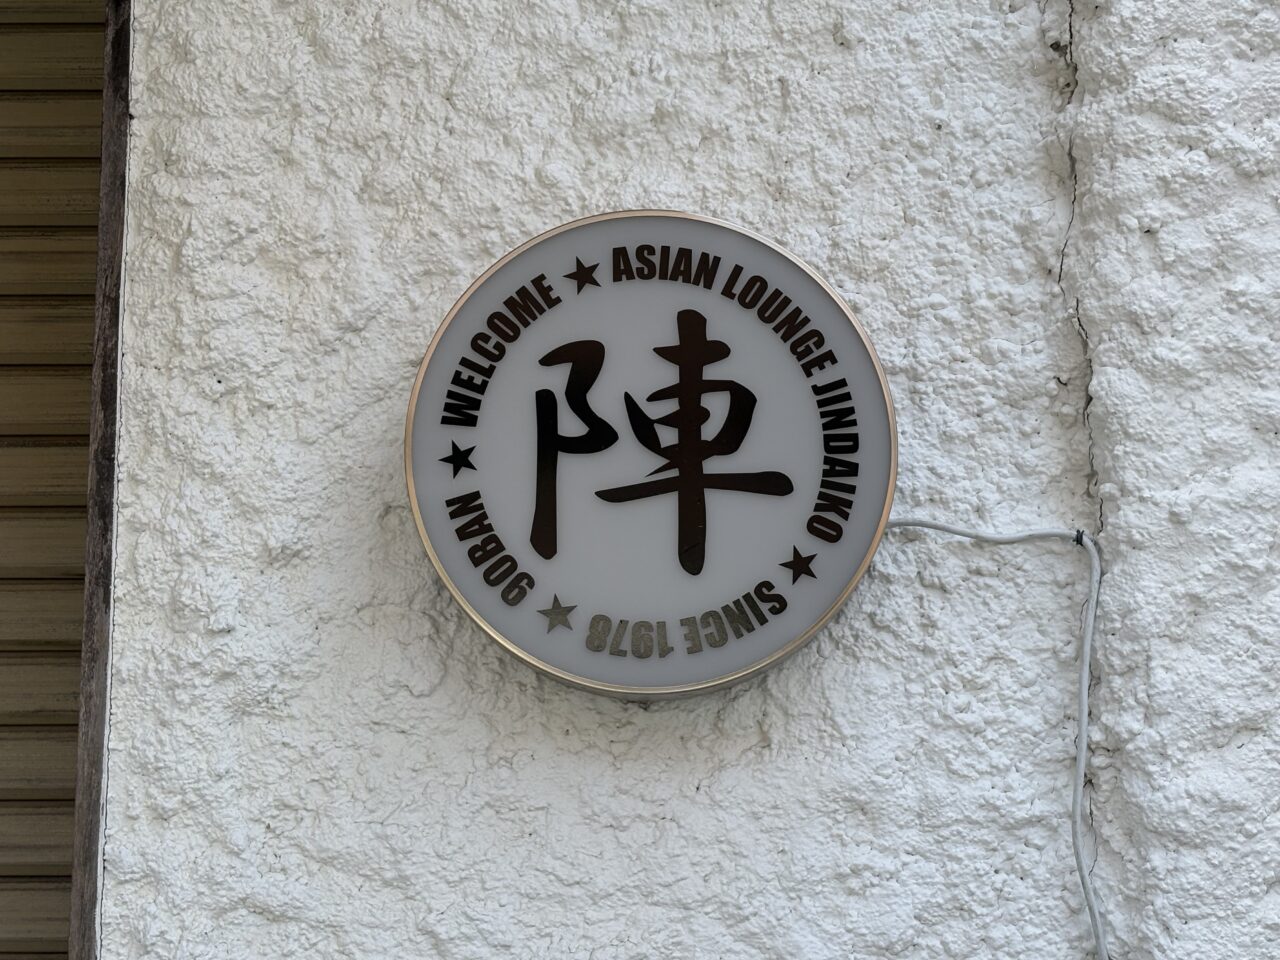 WELCOME ★ ASIAN LOUNGE JINDAIKO ★ SINCE 1978 ★ 90BAN ★
陣